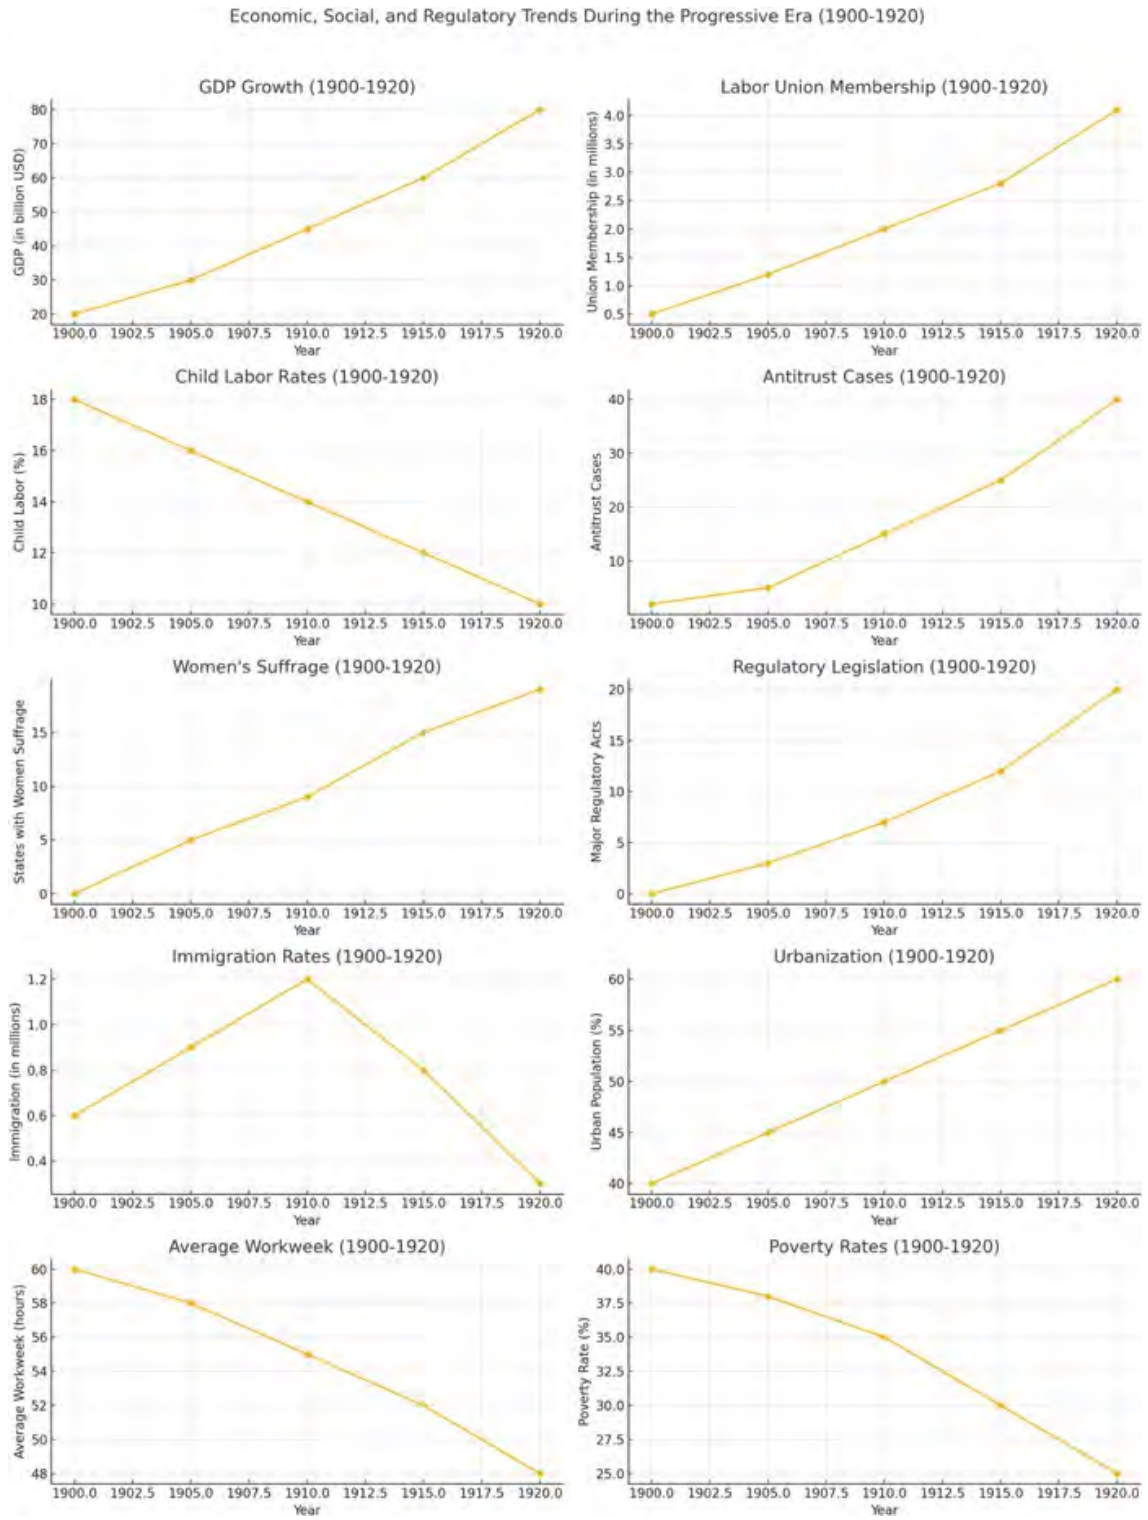 Economic, Social, and Regulatory Trends During the Progressive Era (1900-1920)
GDP Growth (1900-1920)
GDP (in billion USD)
80
70
60
50
40
30
20
1900.0 1902.5 1905.0 1907.5 1910.0 1912.5 1915.0 1917.5 1920.0
Year
Labor Union Membership (1900-1920)
Union Membership (in millions)
4.0
3.5
3.0
2.5
2.0
1.5
1.0
0.5
1900.0 1902.5 1905.0 1907.5 1910.0 1912.5 1915.0 1917.5 1920.0
Year
Child Labor Rates (1900-1920)
Child Labor (%)
18
16
14
12
10
1900.0 1902.5 1905.0 1907.5 1910.0 1912.5 1915.0 1917.5 1920.0
Year
Antitrust Cases (1900-1920)
Antitrust Cases
40
30
20
10
1900.0 1902.5 1905.0 1907.5 1910.0 1912.5 1915.0 1917.5 1920.0
Year
Women's Suffrage (1900-1920)
States with Women Suffrage
15
10
5
0
1900.0 1902.5 1905.0 1907.5 1910.0 1912.5 1915.0 1917.5 1920.0
Year
Regulatory Legislation (1900-1920)
Major Regulatory Acts
20
15
10
5
0
1900.0 1902.5 1905.0 1907.5 1910.0 1912.5 1915.0 1917.5 1920.0
Year
Immigration Rates (1900-1920)
Immigration (in millions)
1.2
1.0
0.8
0.6
0.4
1900.0 1902.5 1905.0 1907.5 1910.0 1912.5 1915.0 1917.5 1920.0
Year
Urbanization (1900-1920)
Urban Population (%)
60
55
50
45
40
1900.0 1902.5 1905.0 1907.5 1910.0 1912.5 1915.0 1917.5 1920.0
Year
Average Workweek (1900-1920)
Average Workweek (hours)
60
58
56
54
52
50
48
1900.0 1902.5 1905.0 1907.5 1910.0 1912.5 1915.0 1917.5 1920.0
Year
Poverty Rates (1900-1920)
Poverty Rate (%)
40.0
37.5
35.0
32.5
30.0
27.5
25.0
1900.0 1902.5 1905.0 1907.5 1910.0 1912.5 1915.0 1917.5 1920.0
Year